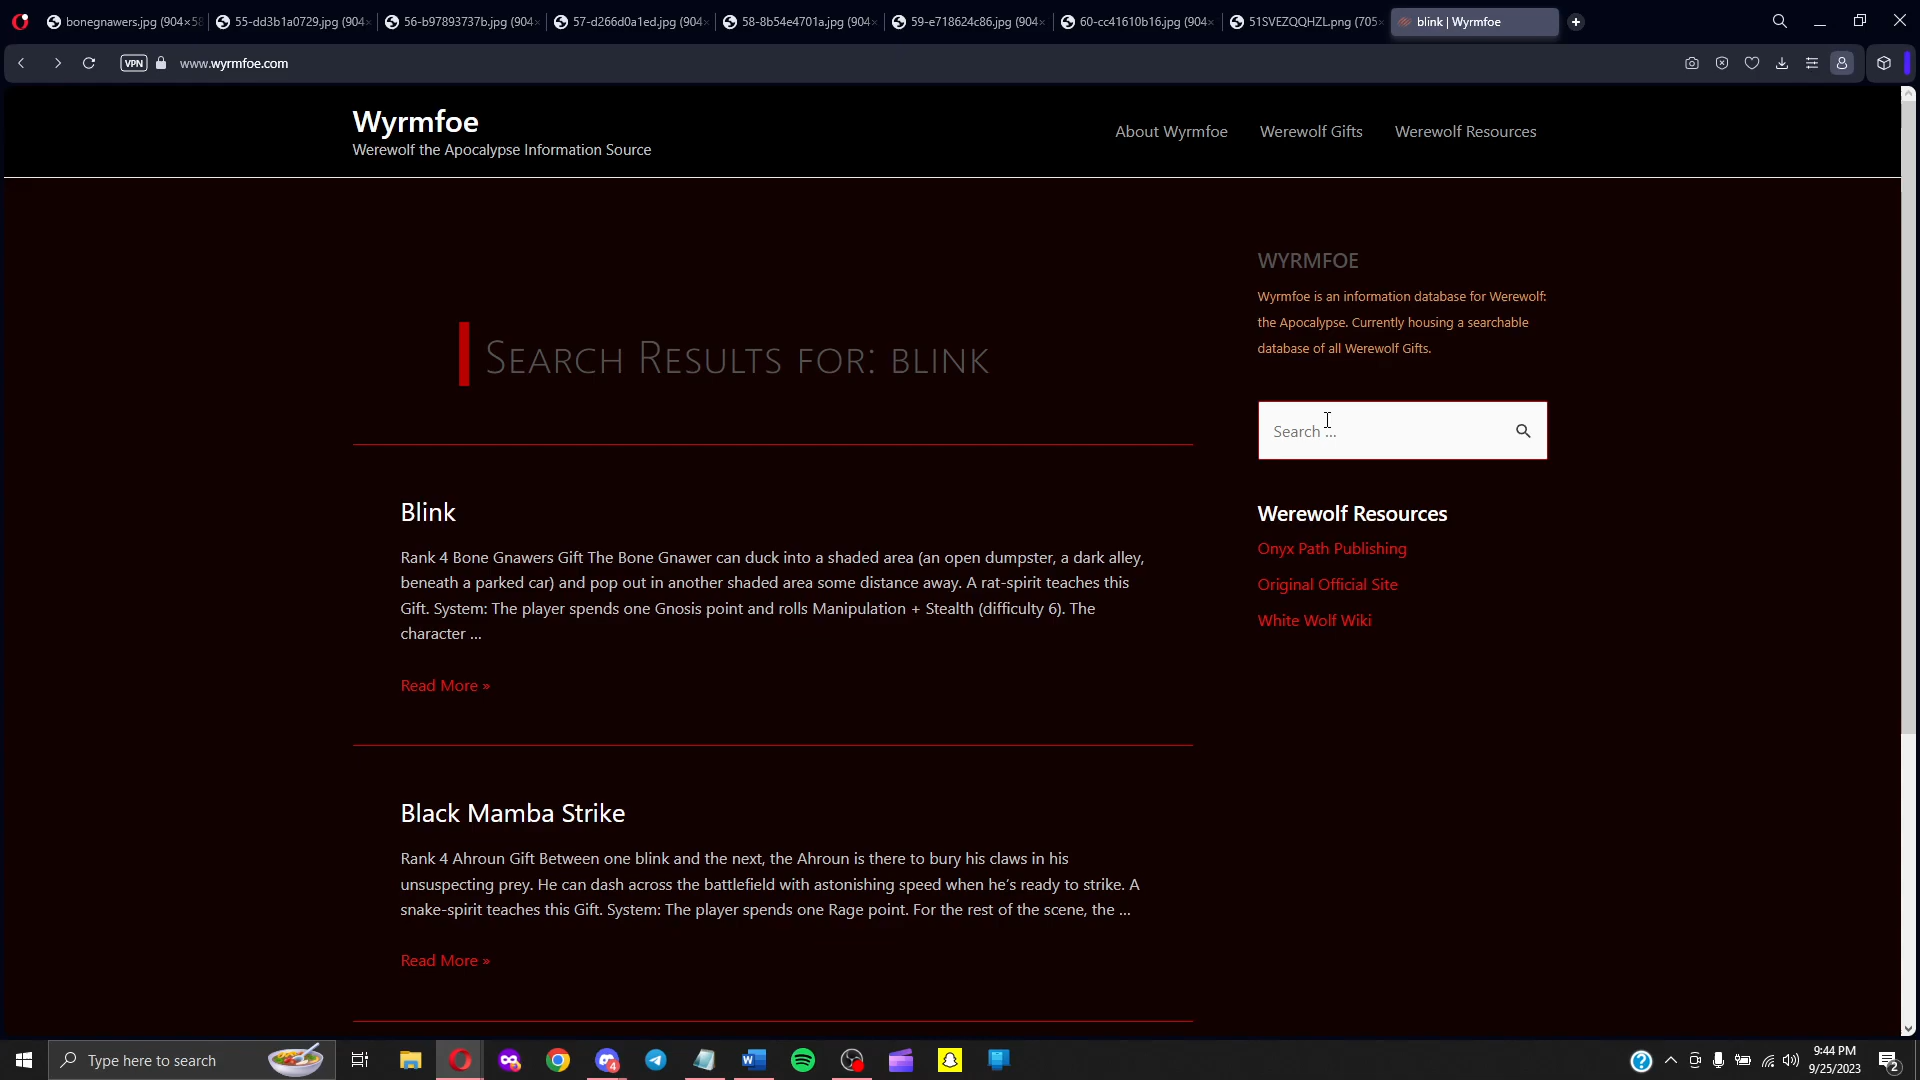 bonegnawers.jpg (904×58
55-dd3b1a0729.jpg (904×
56-b97893737b.jpg (904×
57-d266d0a1ed.jpg (904×
58-8b54e4701a.jpg (904×
59-e718624c86.jpg (904×
60-cc41610b16.jpg (904×
51SVEZQQHZL.png (705×
blink | Wyrmfoe
VPN
www.wyrmfoe.com
Wyrmfoe
Werewolf the Apocalypse Information Source
About Wyrmfoe
Werewolf Gifts
Werewolf Resources
Search Results for: blink
Blink
Rank 4 Bone Gnawers Gift The Bone Gnawer can duck into a shaded area (an open dumpster, a dark alley,
beneath a parked car) and pop out in another shaded area some distance away. A rat-spirit teaches this
Gift. System: The player spends one Gnosis point and rolls Manipulation + Stealth (difficulty 6). The
character ...
Read More »
Black Mamba Strike
Rank 4 Ahroun Gift Between one blink and the next, the Ahroun is there to bury his claws in his
unsuspecting prey. He can dash across the battlefield with astonishing speed when he's ready to strike. A
snake-spirit teaches this Gift. System: The player spends one Rage point. For the rest of the scene, the ...
Read More »
WYRMFOE
Wyrmfoe is an information database for Werewolf:
the Apocalypse. Currently housing a searchable
database of all Werewolf Gifts.
Search ...
Werewolf Resources
Onyx Path Publishing
Original Official Site
White Wolf Wiki
Type here to search
4
9:44 PM
9/25/2023
2